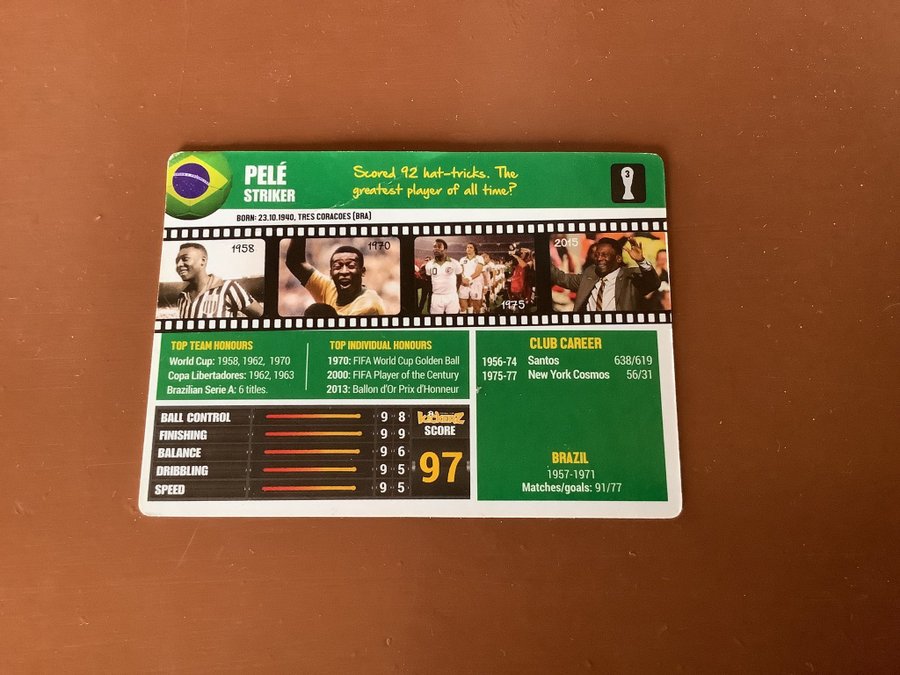 PELÉ
STRIKER
Scored 92 hat-tricks. The
greatest player of all time?
3
BORN: 23.10.1940, TRES CORACOES (BRA)
1958
1970
1975
2015
TOP TEAM HONOURS
World Cup: 1958, 1962, 1970
Copa Libertadores: 1962, 1963
Brazilian Serie A: 6 titles.
TOP INDIVIDUAL HONOURS
1970: FIFA World Cup Golden Ball
2000: FIFA Player of the Century
2013: Ballon d'Or Prix d'Honneur
CLUB CAREER
1956-74 Santos 638/619
1975-77 New York Cosmos 56/31
BALL CONTROL 9 8
FINISHING 9 9
BALANCE 9 6
DRIBBLING 9 5
SPEED 9 5
KICKERZ
SCORE
97
BRAZIL
1957-1971
Matches/goals: 91/77